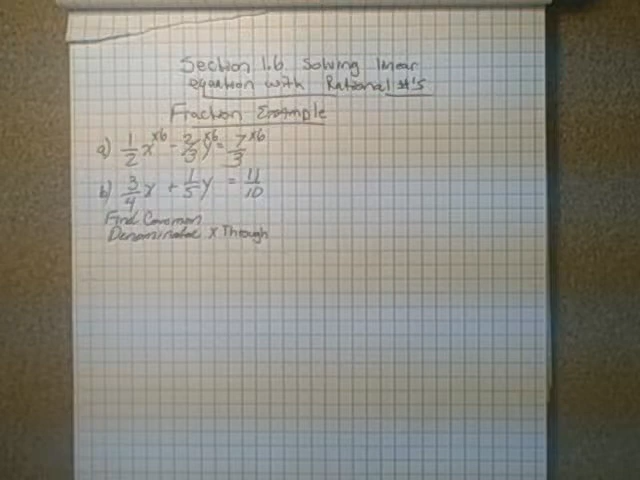 Section 1.6 Solving linear
equation with Rational #'s
Fraction Example
a) 1/2 x ×6 - 2/3 y ×6 = 7/3 ×6
b) 3/4 x + 1/5 y = 11/10
Find Common
Denominator x Through